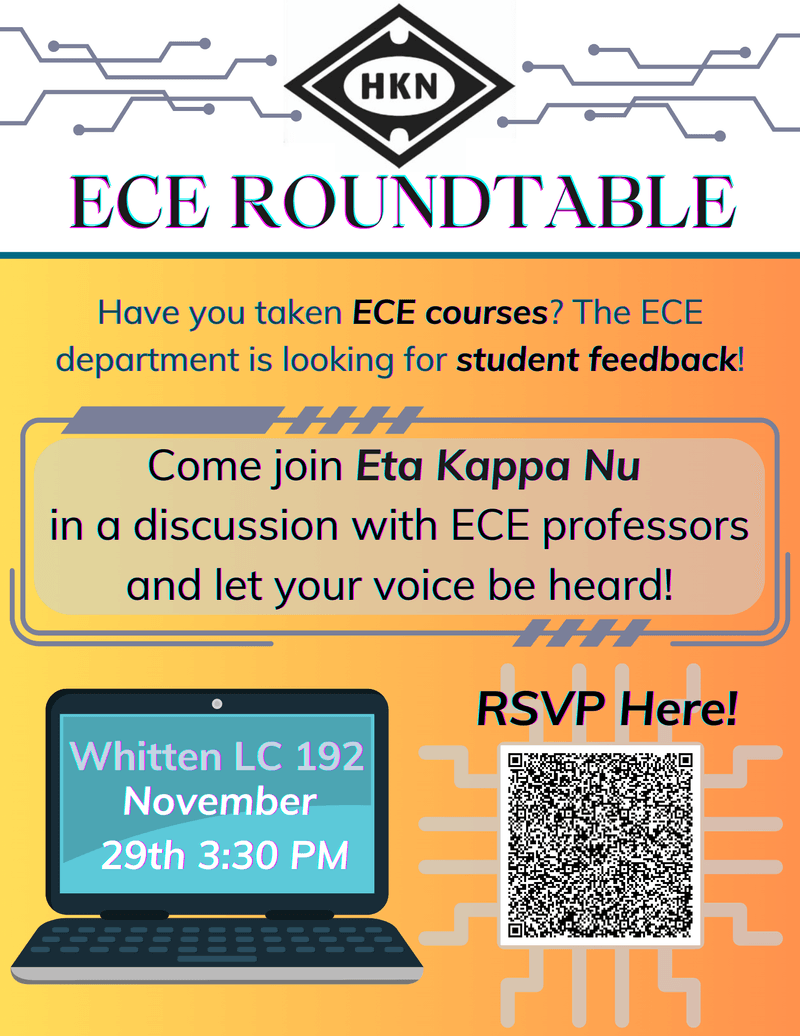 HKN
ECE ROUNDTABLE
Have you taken ECE courses? The ECE
department is looking for student feedback!
Come join Eta Kappa Nu
in a discussion with ECE professors
and let your voice be heard!
RSVP Here!
Whitten LC 192
November
29th 3:30 PM